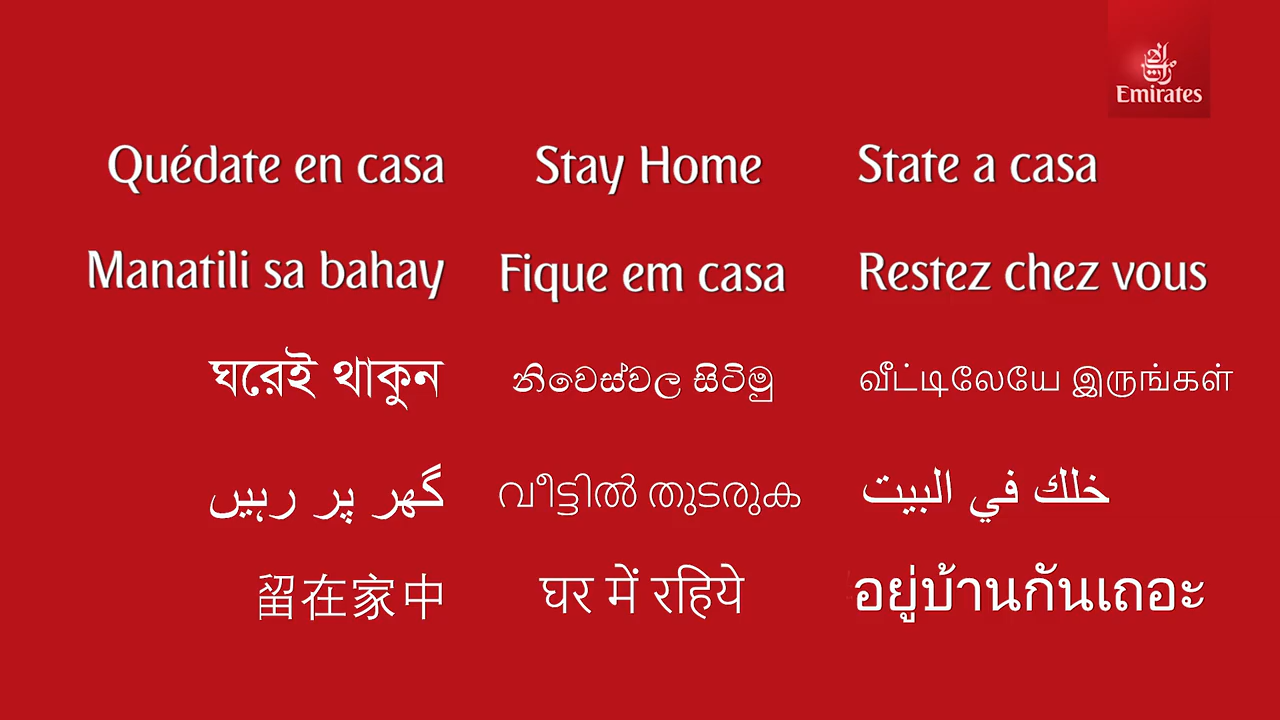 Emirates
Quédate en casa Stay Home State a casa
Manatili sa bahay Fique em casa Restez chez vous
ঘরেই থাকুন නිවෙස්වල සිටිමු வீட்டிலேயே இருங்கள்
گھر پر رہیں വീട്ടിൽ തുടരുക خلك في البيت
留在家中 घर में रहिये อยู่บ้านกันเถอะ